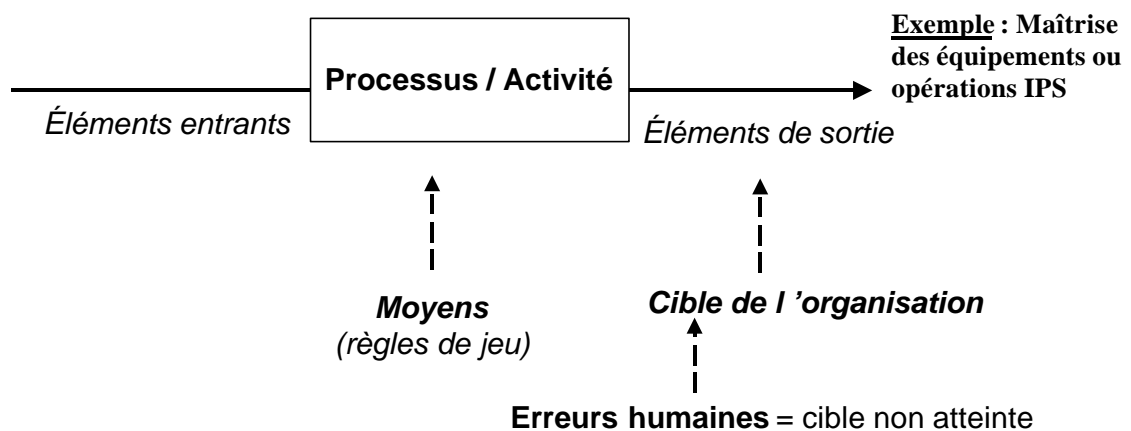 Exemple : Maîtrise
des équipements ou
opérations IPS
Processus / Activité
Éléments entrants
Éléments de sortie
Moyens
(règles de jeu)
Cible de l ’organisation
Erreurs humaines = cible non atteinte